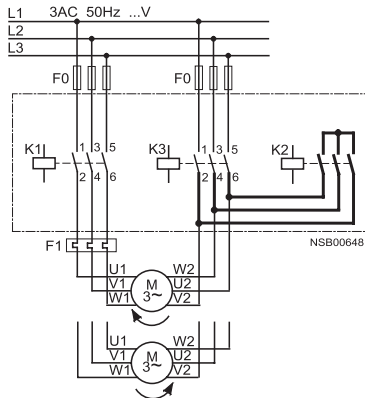 L1 3AC 50Hz ...V
L2
L3
F0 F0
K1 1 3 5 K3 1 3 5 K2
2 4 6 2 4 6
NSB00648
F1
U1 W2
V1 M U2
W1 3~ V2
U1 W2
V1 M U2
W1 3~ V2